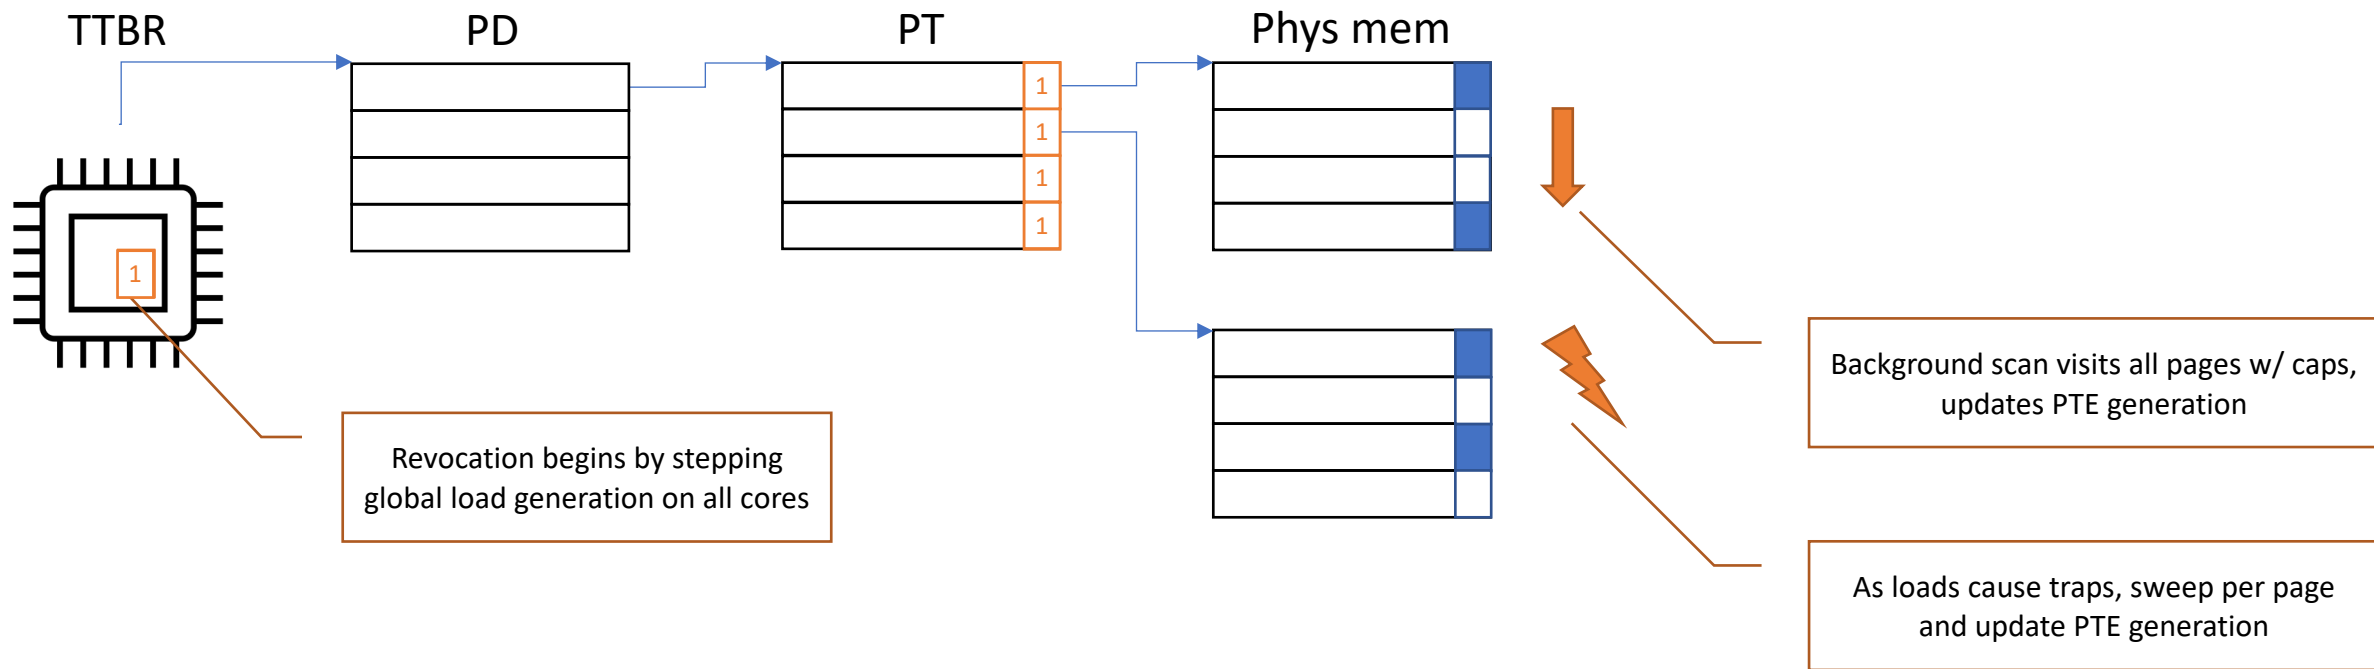 TTBR
PD
PT
Phys mem
1
1
1
1
1
Revocation begins by stepping
global load generation on all cores
Background scan visits all pages w/ caps,
updates PTE generation
As loads cause traps, sweep per page
and update PTE generation